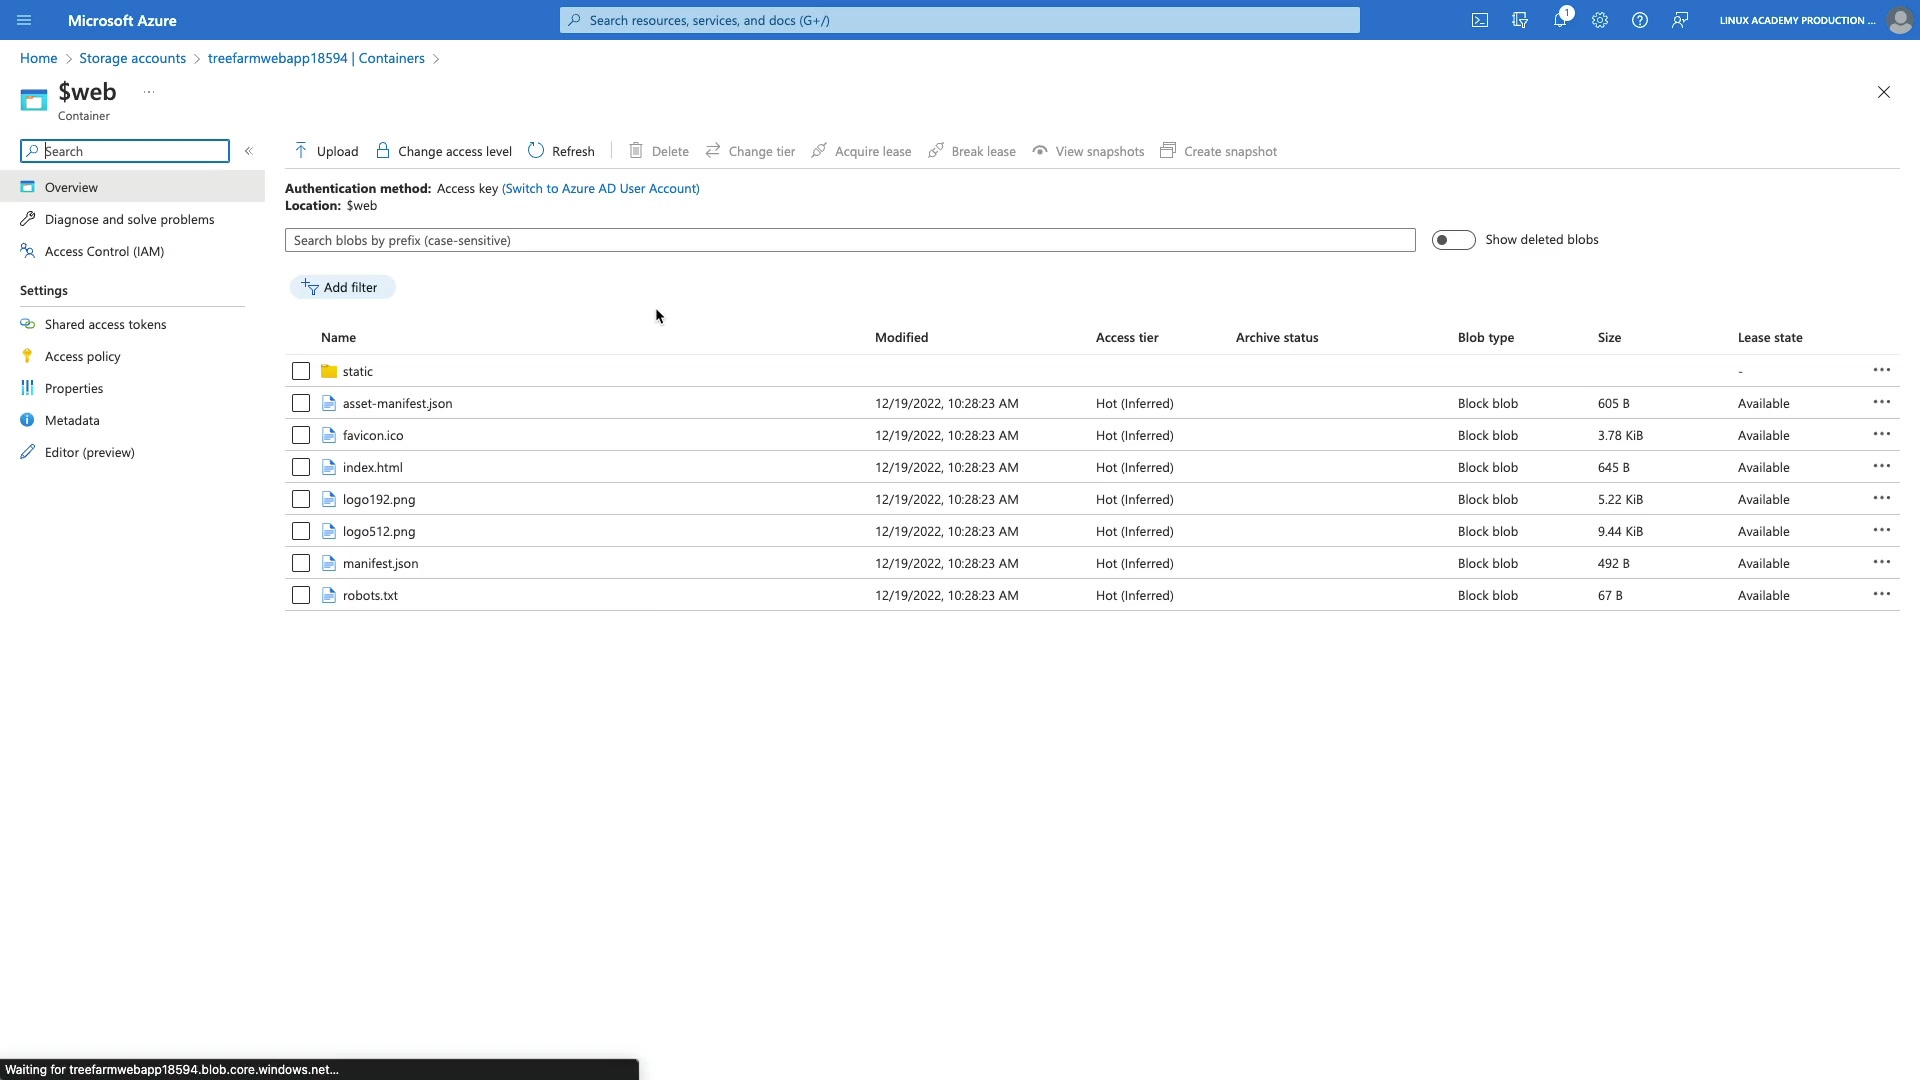 Microsoft Azure
Search resources, services, and docs (G+/)
1
LINUX ACADEMY PRODUCTION ...
Home > Storage accounts > treefarmwebapp18594 | Containers >
$web ...
Container
Search
«
Upload Change access level Refresh Delete Change tier Acquire lease Break lease View snapshots Create snapshot
Overview
Diagnose and solve problems
Access Control (IAM)
Settings
Shared access tokens
Access policy
Properties
Metadata
Editor (preview)
Authentication method: Access key (Switch to Azure AD User Account)
Location: $web
Search blobs by prefix (case-sensitive)
Show deleted blobs
Add filter
Name Modified Access tier Archive status Blob type Size Lease state
static - ...
asset-manifest.json 12/19/2022, 10:28:23 AM Hot (Inferred) Block blob 605 B Available ...
favicon.ico 12/19/2022, 10:28:23 AM Hot (Inferred) Block blob 3.78 KiB Available ...
index.html 12/19/2022, 10:28:23 AM Hot (Inferred) Block blob 645 B Available ...
logo192.png 12/19/2022, 10:28:23 AM Hot (Inferred) Block blob 5.22 KiB Available ...
logo512.png 12/19/2022, 10:28:23 AM Hot (Inferred) Block blob 9.44 KiB Available ...
manifest.json 12/19/2022, 10:28:23 AM Hot (Inferred) Block blob 492 B Available ...
robots.txt 12/19/2022, 10:28:23 AM Hot (Inferred) Block blob 67 B Available ...
Waiting for treefarmwebapp18594.blob.core.windows.net...